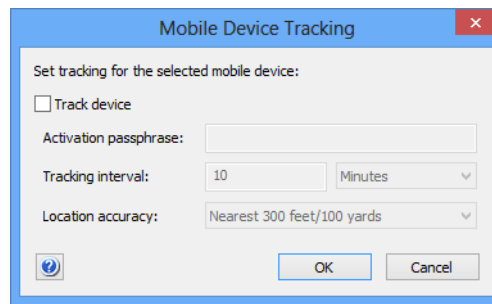 Mobile Device Tracking
Set tracking for the selected mobile device:
Track device
Activation passphrase:
Tracking interval: 10 Minutes
Location accuracy: Nearest 300 feet/100 yards
OK Cancel